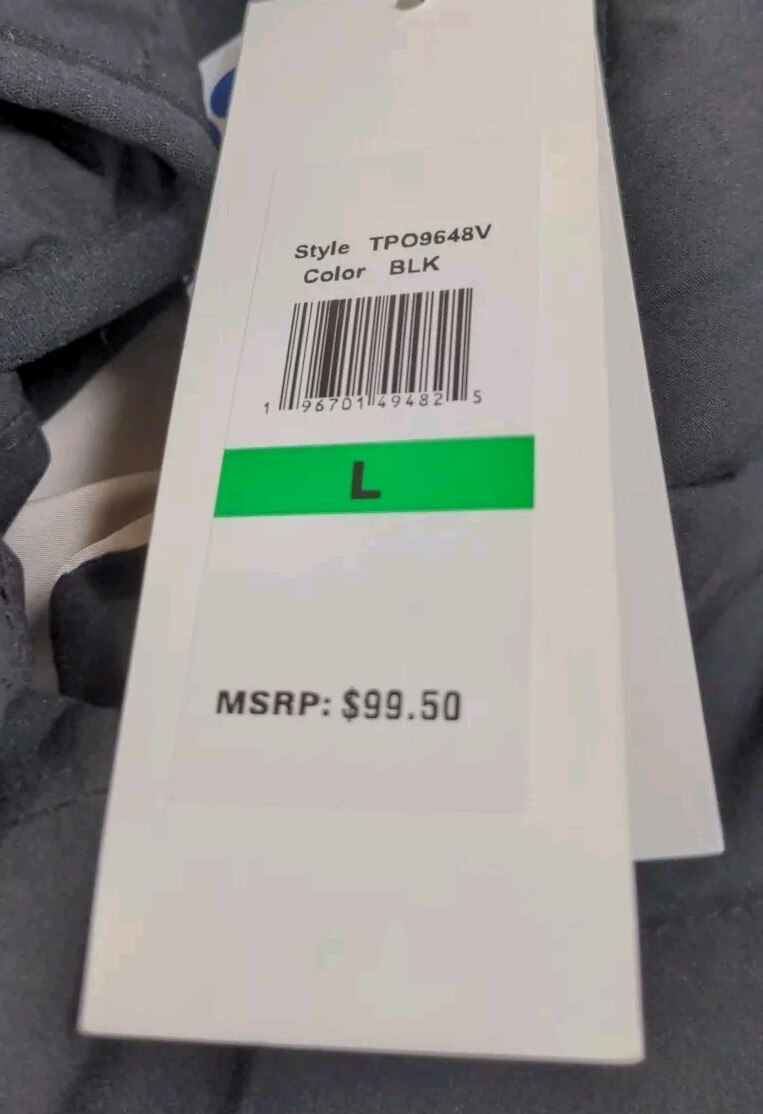 Style TPO9648V
Color BLK
1 96701 49482 5
L
MSRP: $99.50